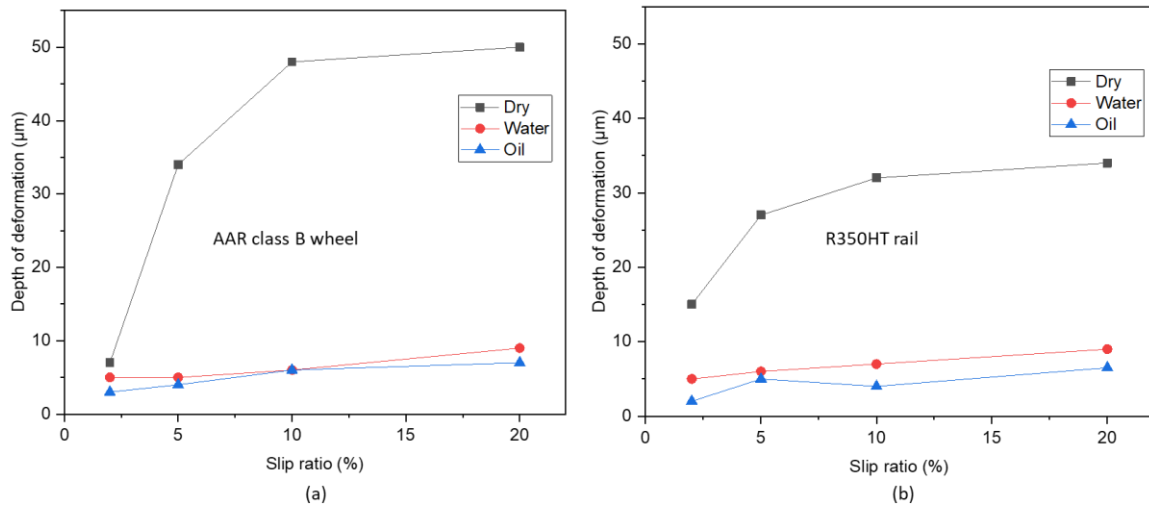 50
40
30
20
10
0
Depth of deformation (µm)
Dry
Water
Oil
AAR class B wheel
0
5
10
15
20
Slip ratio (%)
(a)
50
40
30
20
10
0
Depth of deformation (µm)
Dry
Water
Oil
R350HT rail
0
5
10
15
20
Slip ratio (%)
(b)